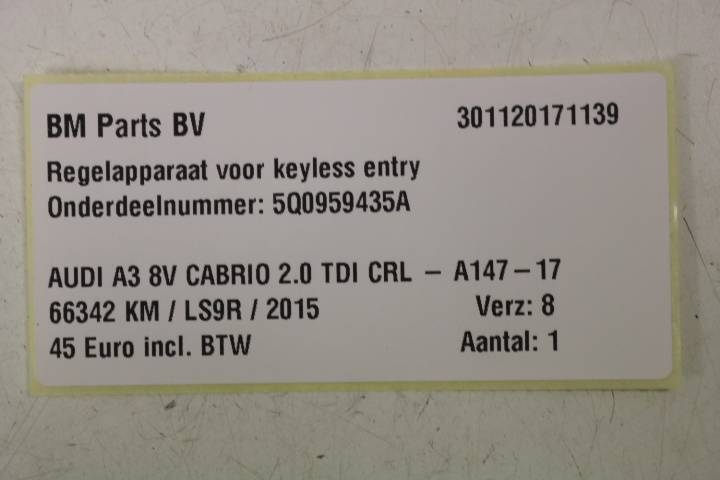 BM Parts BV 301120171139
Regelapparaat voor keyless entry
Onderdeelnummer: 5Q0959435A
AUDI A3 8V CABRIO 2.0 TDI CRL – A147–17
66342 KM / LS9R / 2015 Verz: 8
45 Euro incl. BTW Aantal: 1